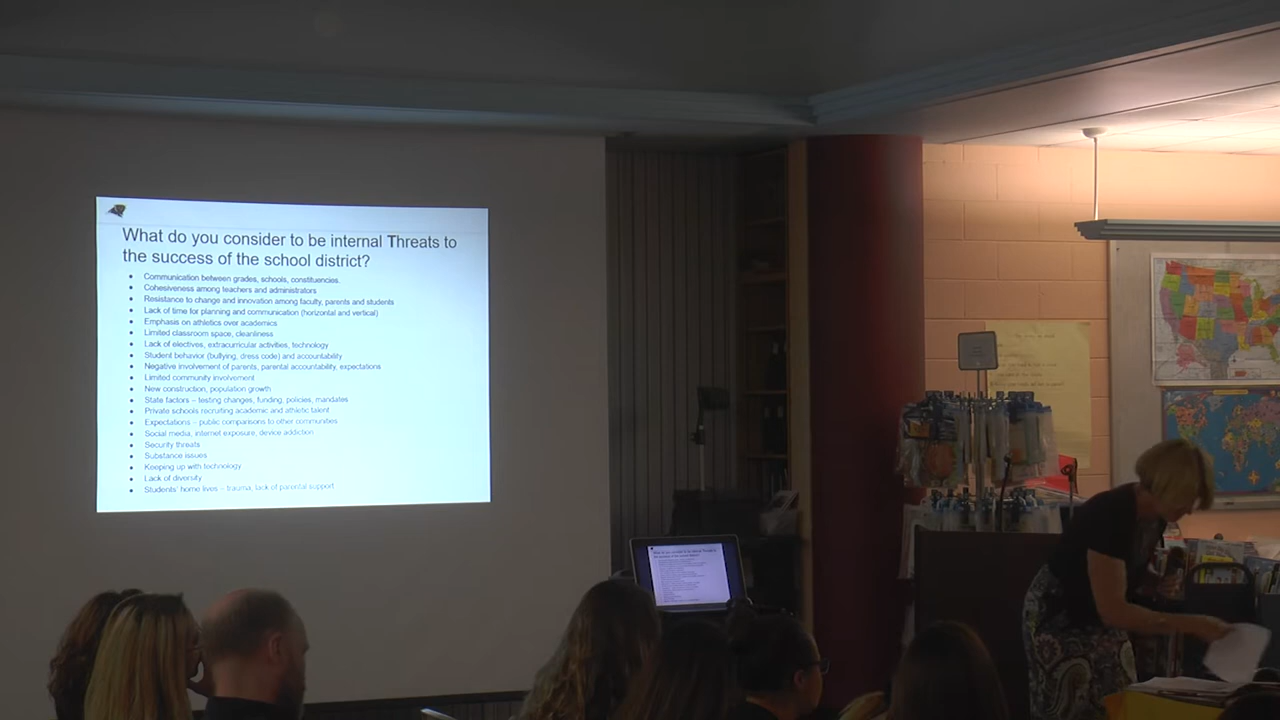 What do you consider to be internal Threats to
the success of the school district?
• Communication between grades, schools, constituencies.
• Cohesiveness among teachers and administrators
• Resistance to change and innovation among faculty, parents and students
• Lack of time for planning and communication (horizontal and vertical)
• Emphasis on athletics over academics
• Limited classroom space, cleanliness
• Lack of electives, extracurricular activities, technology
• Student behavior (bullying, dress code) and accountability
• Negative involvement of parents, parental accountability, expectations
• Limited community involvement
• New construction, population growth
• State factors – testing changes, funding, policies, mandates
• Private schools recruiting academic and athletic talent
• Expectations – public comparisons to other communities
• Social media, internet exposure, device addiction
• Security threats
• Substance issues
• Keeping up with technology
• Lack of diversity
• Students' home lives – trauma, lack of parental support